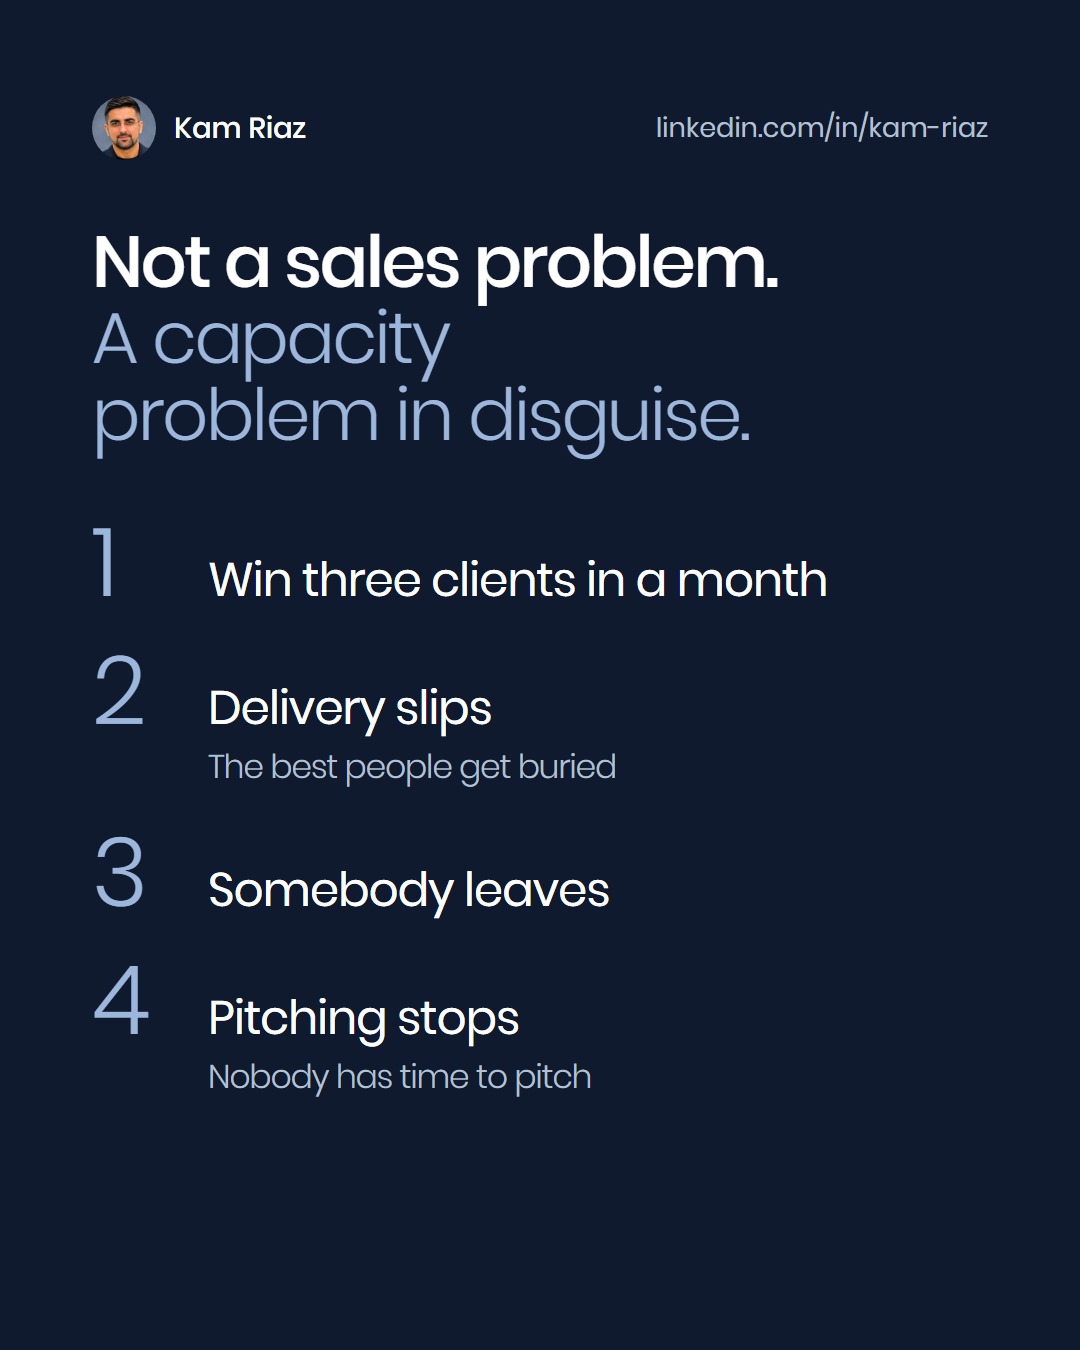 Kam Riaz
linkedin.com/in/kam-riaz
Not a sales problem.
A capacity
problem in disguise.
1 Win three clients in a month
2 Delivery slips
The best people get buried
3 Somebody leaves
4 Pitching stops
Nobody has time to pitch